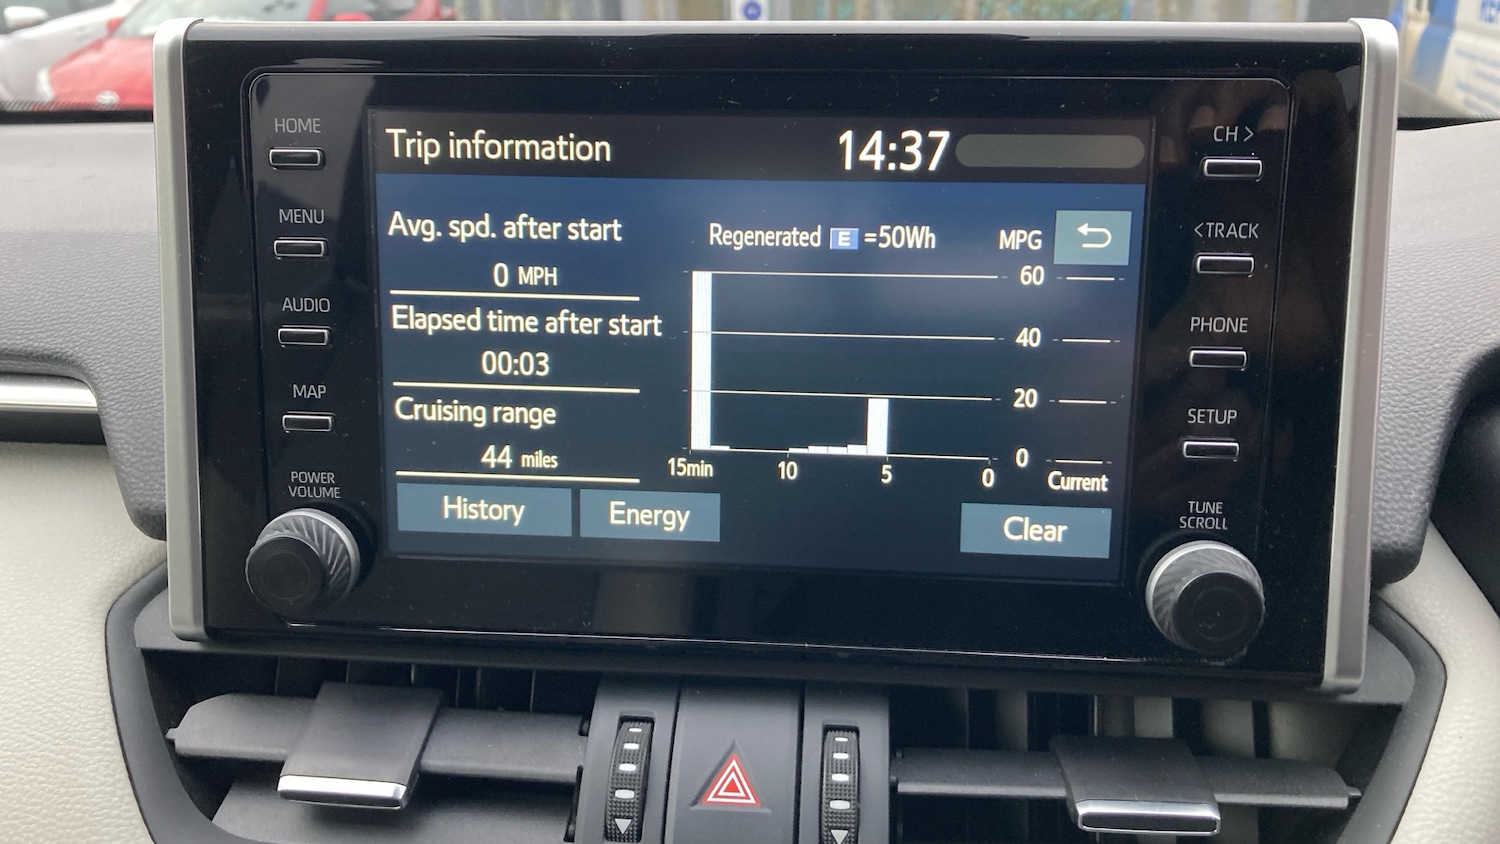 HOME
MENU
AUDIO
MAP
POWER
VOLUME
Trip information 14:37
Avg. spd. after start
0 MPH
Elapsed time after start
00:03
Cruising range
44 miles
Regenerated E =50Wh MPG
60
40
20
0
15min 10 5 0 Current
History Energy Clear
CH >
< TRACK
PHONE
SETUP
TUNE
SCROLL